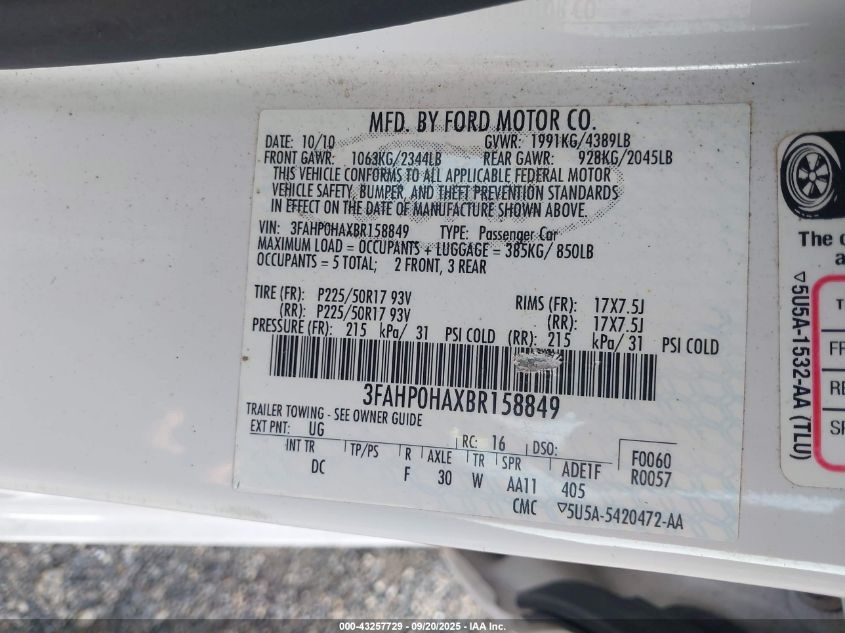 MFD. BY FORD MOTOR CO.
DATE: 10/10 GVWR: 1991KG/4389LB
FRONT GAWR: 1063KG/2344LB REAR GAWR: 928KG/2045LB
THIS VEHICLE CONFORMS TO ALL APPLICABLE FEDERAL MOTOR
VEHICLE SAFETY, BUMPER, AND THEFT PREVENTION STANDARDS
IN EFFECT ON THE DATE OF MANUFACTURE SHOWN ABOVE.
VIN: 3FAHP0HAXBR158849 TYPE: Passenger Car
MAXIMUM LOAD = OCCUPANTS + LUGGAGE = 385KG/ 850LB
OCCUPANTS = 5 TOTAL; 2 FRONT, 3 REAR
TIRE (FR): P225/50R17 93V RIMS (FR): 17X7.5J
(RR): P225/50R17 93V (RR): 17X7.5J
PRESSURE (FR): 215 kPa/ 31 PSI COLD (RR): 215 kPa/ 31 PSI COLD
3FAHP0HAXBR158849
TRAILER TOWING - SEE OWNER GUIDE
EXT PNT: UG RC: 16 DSO: F0060
R0057
INT TR TP/PS R AXLE TR SPR ADE1F
DC F 30 W AA11 405
CMC ▽5U5A-5420472-AA
The
▽5U5A-1532-AA (TLU)
000-43257729 - 09/20/2025 - IAA Inc.